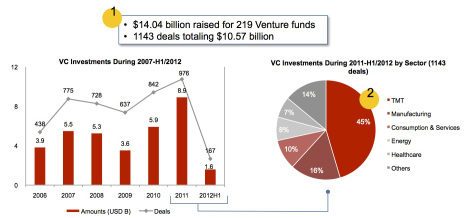 1
• $14.04 billion raised for 219 Venture funds
• 1143 deals totaling $10.57 billion
VC Investments During 2007-H1/2012
12
8
4
0
438
775
728
637
842
976
167
3.9
5.5
5.3
3.6
5.9
8.9
1.6
2006
2007
2008
2009
2010
2011
2012H1
Amounts (USD B)
Deals
VC Investments During 2011-H1/2012 by Sector (1143
deals)
2
14%
7%
8%
10%
16%
45%
TMT
Manufacturing
Consumption & Services
Energy
Healthcare
Others